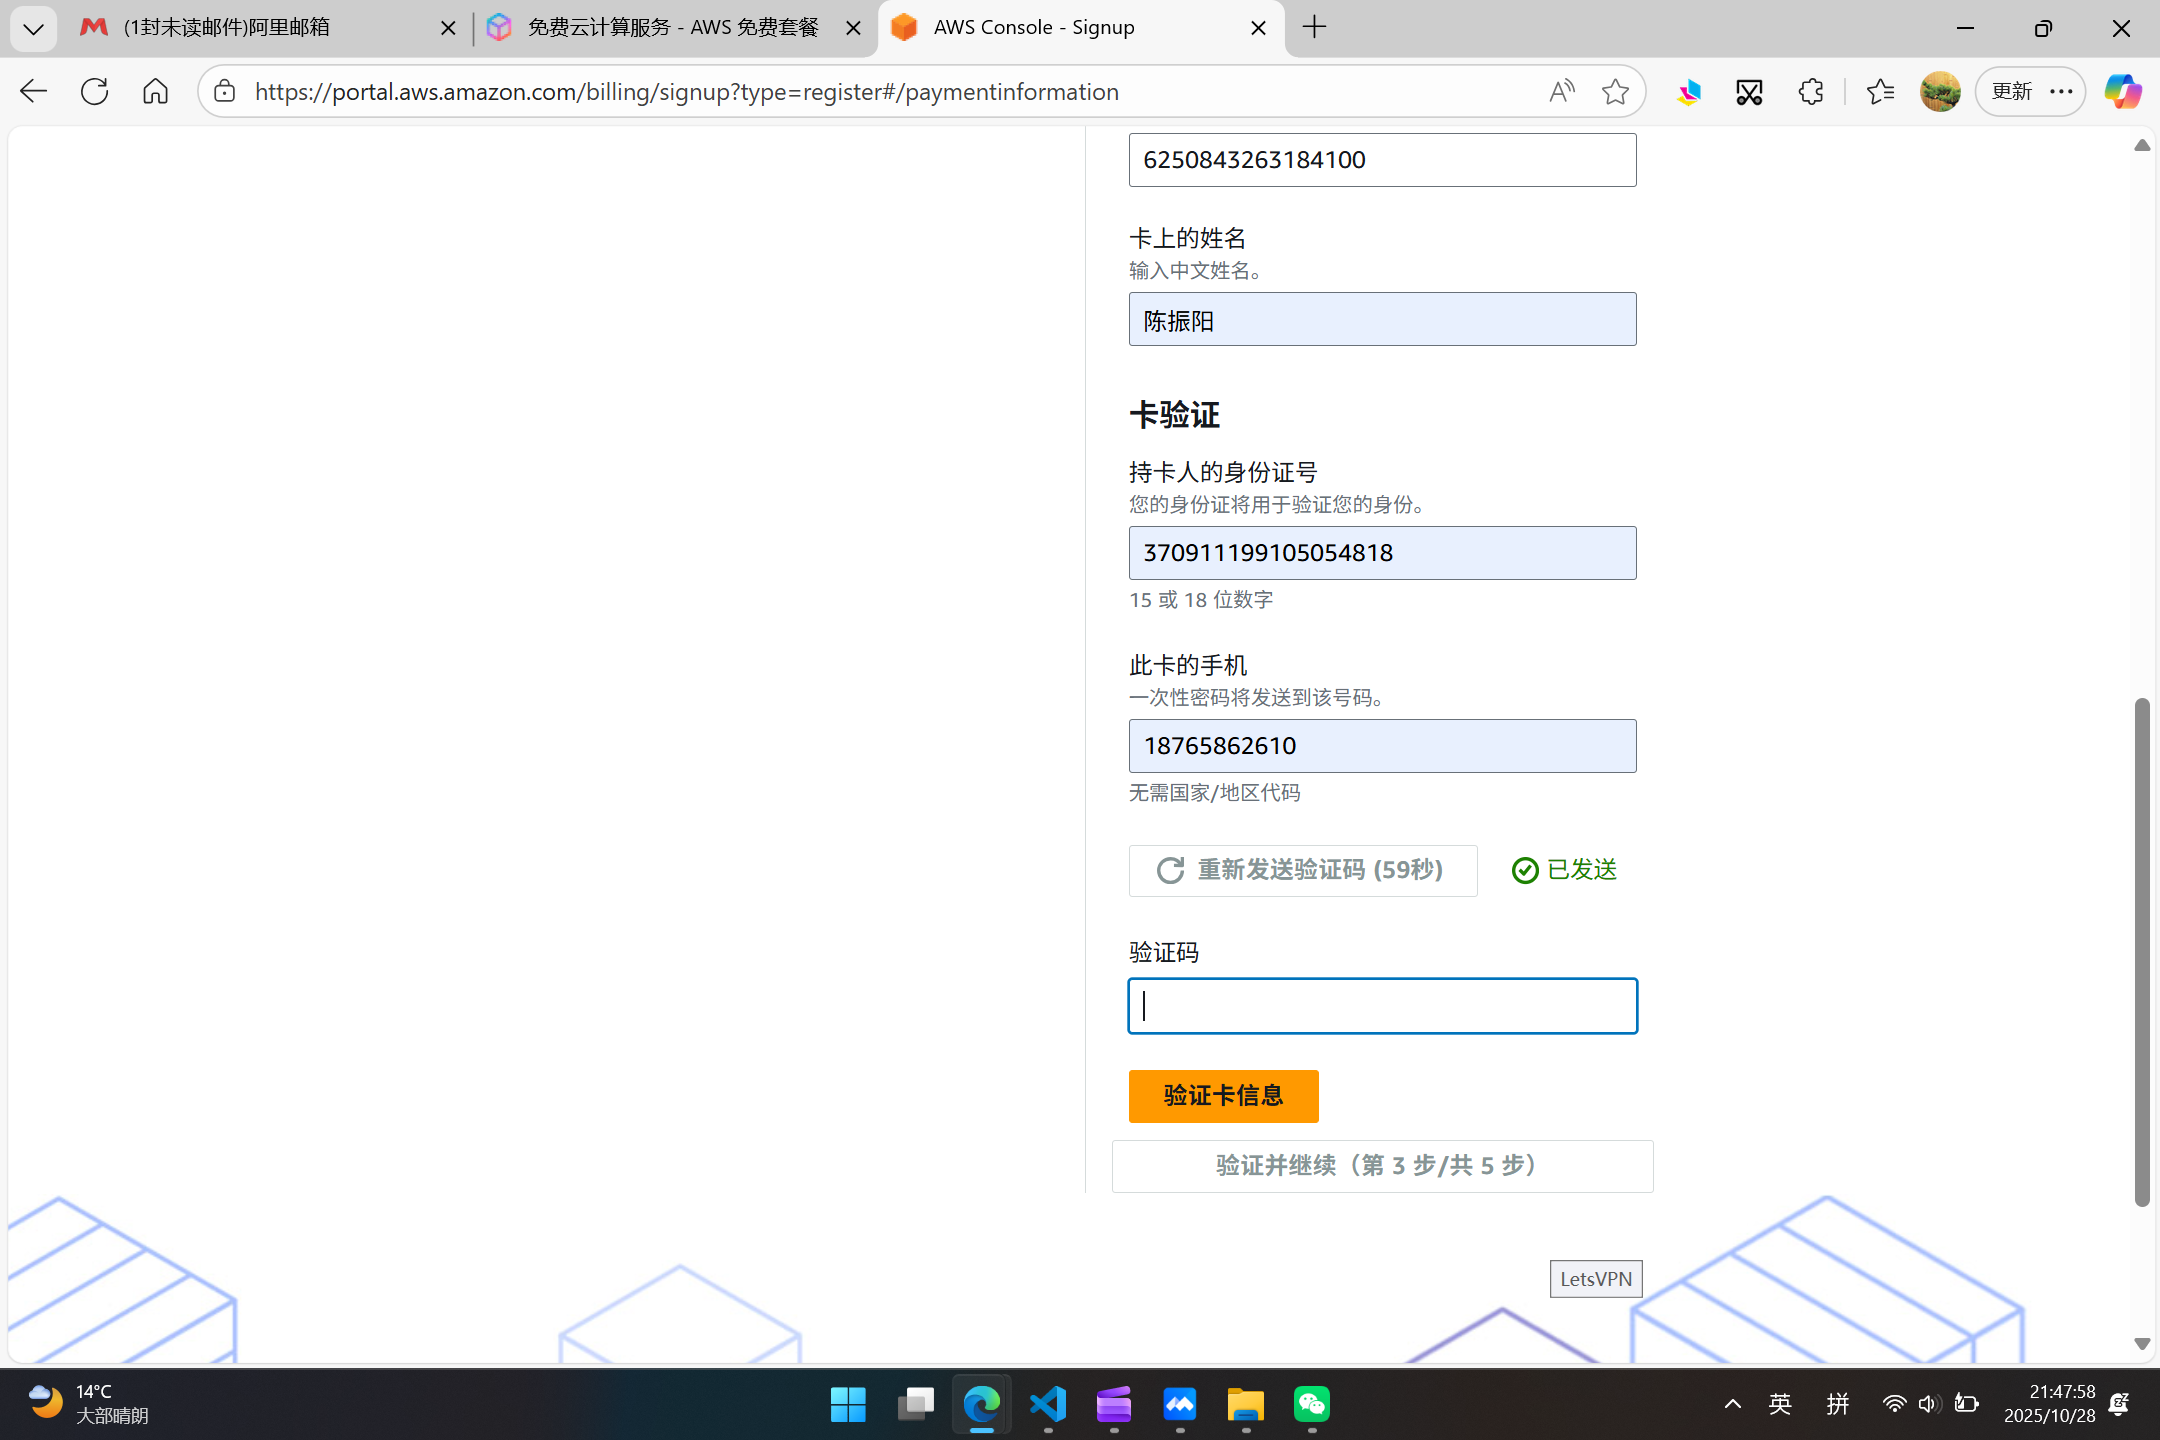 (1封未读邮件)阿里邮箱
免费云计算服务 - AWS 免费套餐
AWS Console - Signup
https://portal.aws.amazon.com/billing/signup?type=register#/paymentinformation
更新
6250843263184100
卡上的姓名
输入中文姓名。
陈振阳
卡验证
持卡人的身份证号
您的身份证将用于验证您的身份。
370911199105054818
15 或 18 位数字
此卡的手机
一次性密码将发送到该号码。
18765862610
无需国家/地区代码
重新发送验证码 (59秒)
已发送
验证码
验证卡信息
验证并继续（第 3 步/共 5 步）
LetsVPN
14°C
大部晴朗
英
拼
21:47:58
2025/10/28